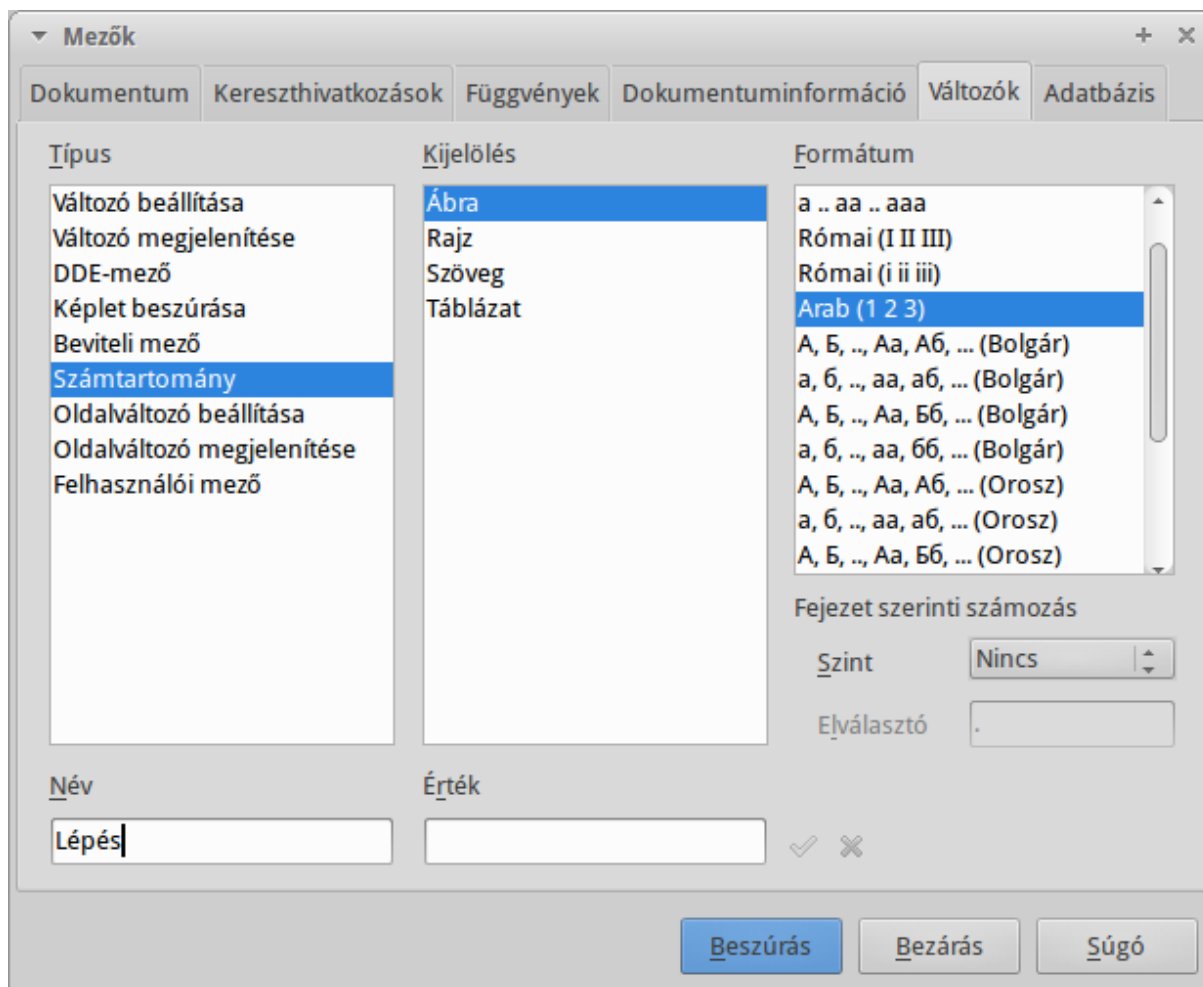 Mezők
Dokumentum Kereszthivatkozások Függvények Dokumentuminformáció Változók Adatbázis
Típus
Változó beállítása
Változó megjelenítése
DDE-mező
Képlet beszúrása
Beviteli mező
Számtartomány
Oldalváltozó beállítása
Oldalváltozó megjelenítése
Felhasználói mező
Kijelölés
Ábra
Rajz
Szöveg
Táblázat
Formátum
a .. aa .. aaa
Római (I II III)
Római (i ii iii)
Arab (1 2 3)
А, Б, .., Аа, Аб, ... (Bolgár)
а, б, .., аа, аб, ... (Bolgár)
А, Б, .., Аа, Бб, ... (Bolgár)
а, б, .., аа, бб, ... (Bolgár)
А, Б, .., Аа, Аб, ... (Orosz)
а, б, .., аа, аб, ... (Orosz)
А, Б, .., Аа, Бб, ... (Orosz)
Fejezet szerinti számozás
Szint Nincs
Elválasztó .
Név
Lépés
Érték
Beszúrás Bezárás Súgó